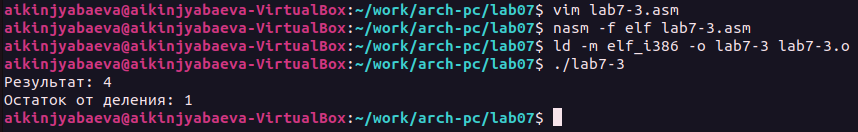 aikinjyabaeva@aikinjyabaeva-VirtualBox:~/work/arch-pc/lab07$ vim lab7-3.asm
aikinjyabaeva@aikinjyabaeva-VirtualBox:~/work/arch-pc/lab07$ nasm -f elf lab7-3.asm
aikinjyabaeva@aikinjyabaeva-VirtualBox:~/work/arch-pc/lab07$ ld -m elf_i386 -o lab7-3 lab7-3.o
aikinjyabaeva@aikinjyabaeva-VirtualBox:~/work/arch-pc/lab07$ ./lab7-3
Результат: 4
Остаток от деления: 1
aikinjyabaeva@aikinjyabaeva-VirtualBox:~/work/arch-pc/lab07$